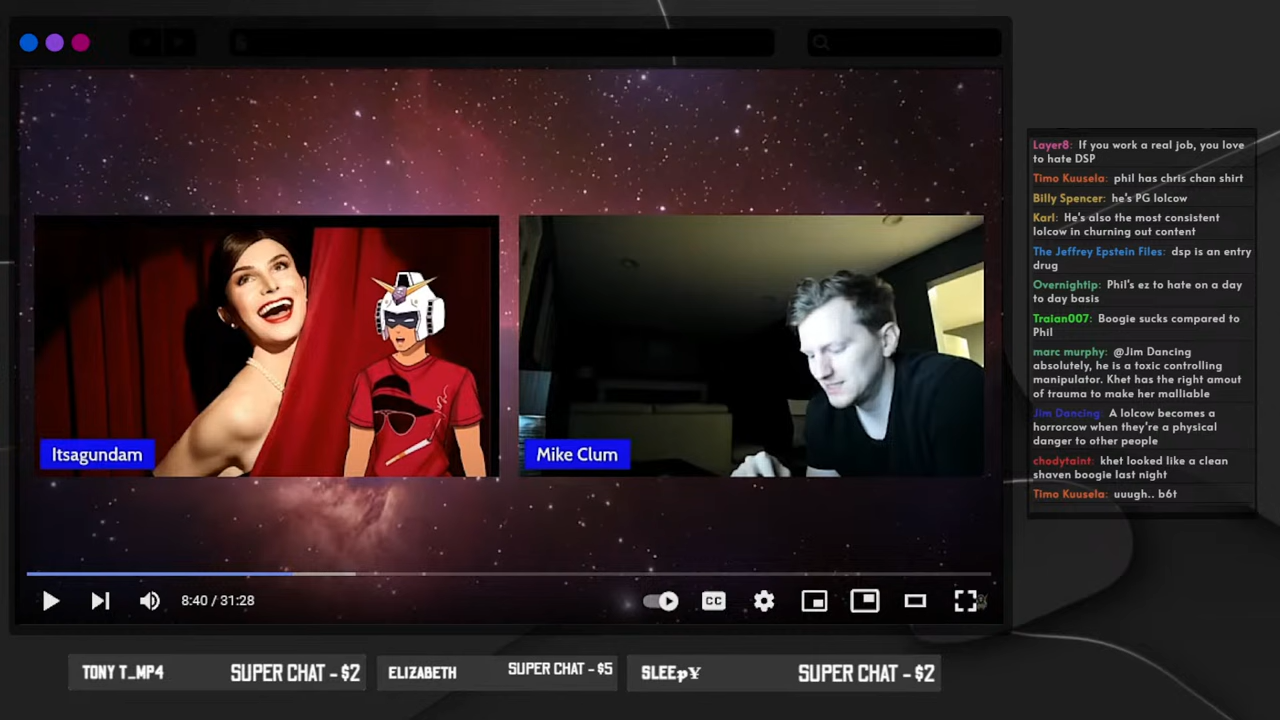 Itsagundam
Mike Clum
8:40 / 31:28
CC
Layer8: If you work a real job, you love
to hate DSP
Timo Kuusela: phil has chris chan shirt
Billy Spencer: he's PG lolcow
Karl: He's also the most consistent
lolcow in churning out content
The Jeffrey Epstein Files: dsp is an entry
drug
Overnightip: Phil's ez to hate on a day
to day basis
Traian007: Boogie sucks compared to
Phil
marc murphy: @Jim Dancing
absolutely, he is a toxic controlling
manipulator. Khet has the right amout
of trauma to make her malliable
Jim Dancing: A lolcow becomes a
horrorcow when they're a physical
danger to other people
chodytaint: khet looked like a clean
shaven boogie last night
Timo Kuusela: uuugh.. b6t
TONY T_MP4 SUPER CHAT - $2
ELIZABETH SUPER CHAT - $5
SLEEp¥ SUPER CHAT - $2